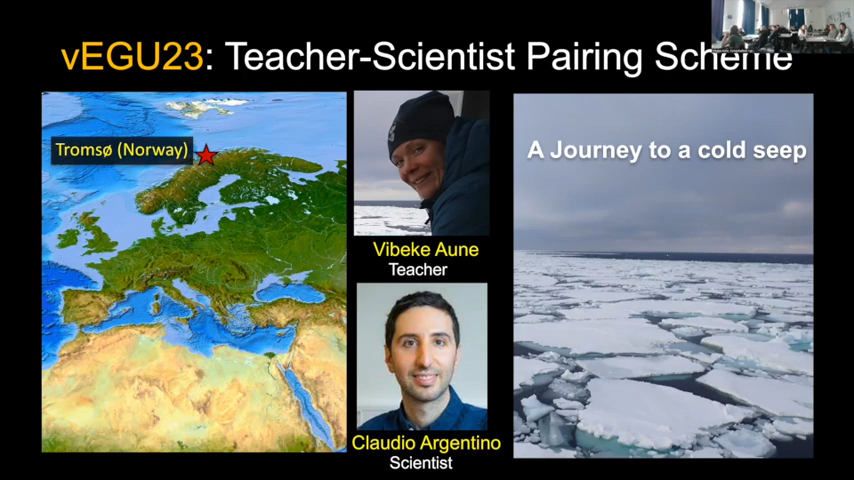 vEGU23: Teacher-Scientist Pairing Scheme
Tromsø (Norway)
A Journey to a cold seep
Vibeke Aune
Teacher
Claudio Argentino
Scientist